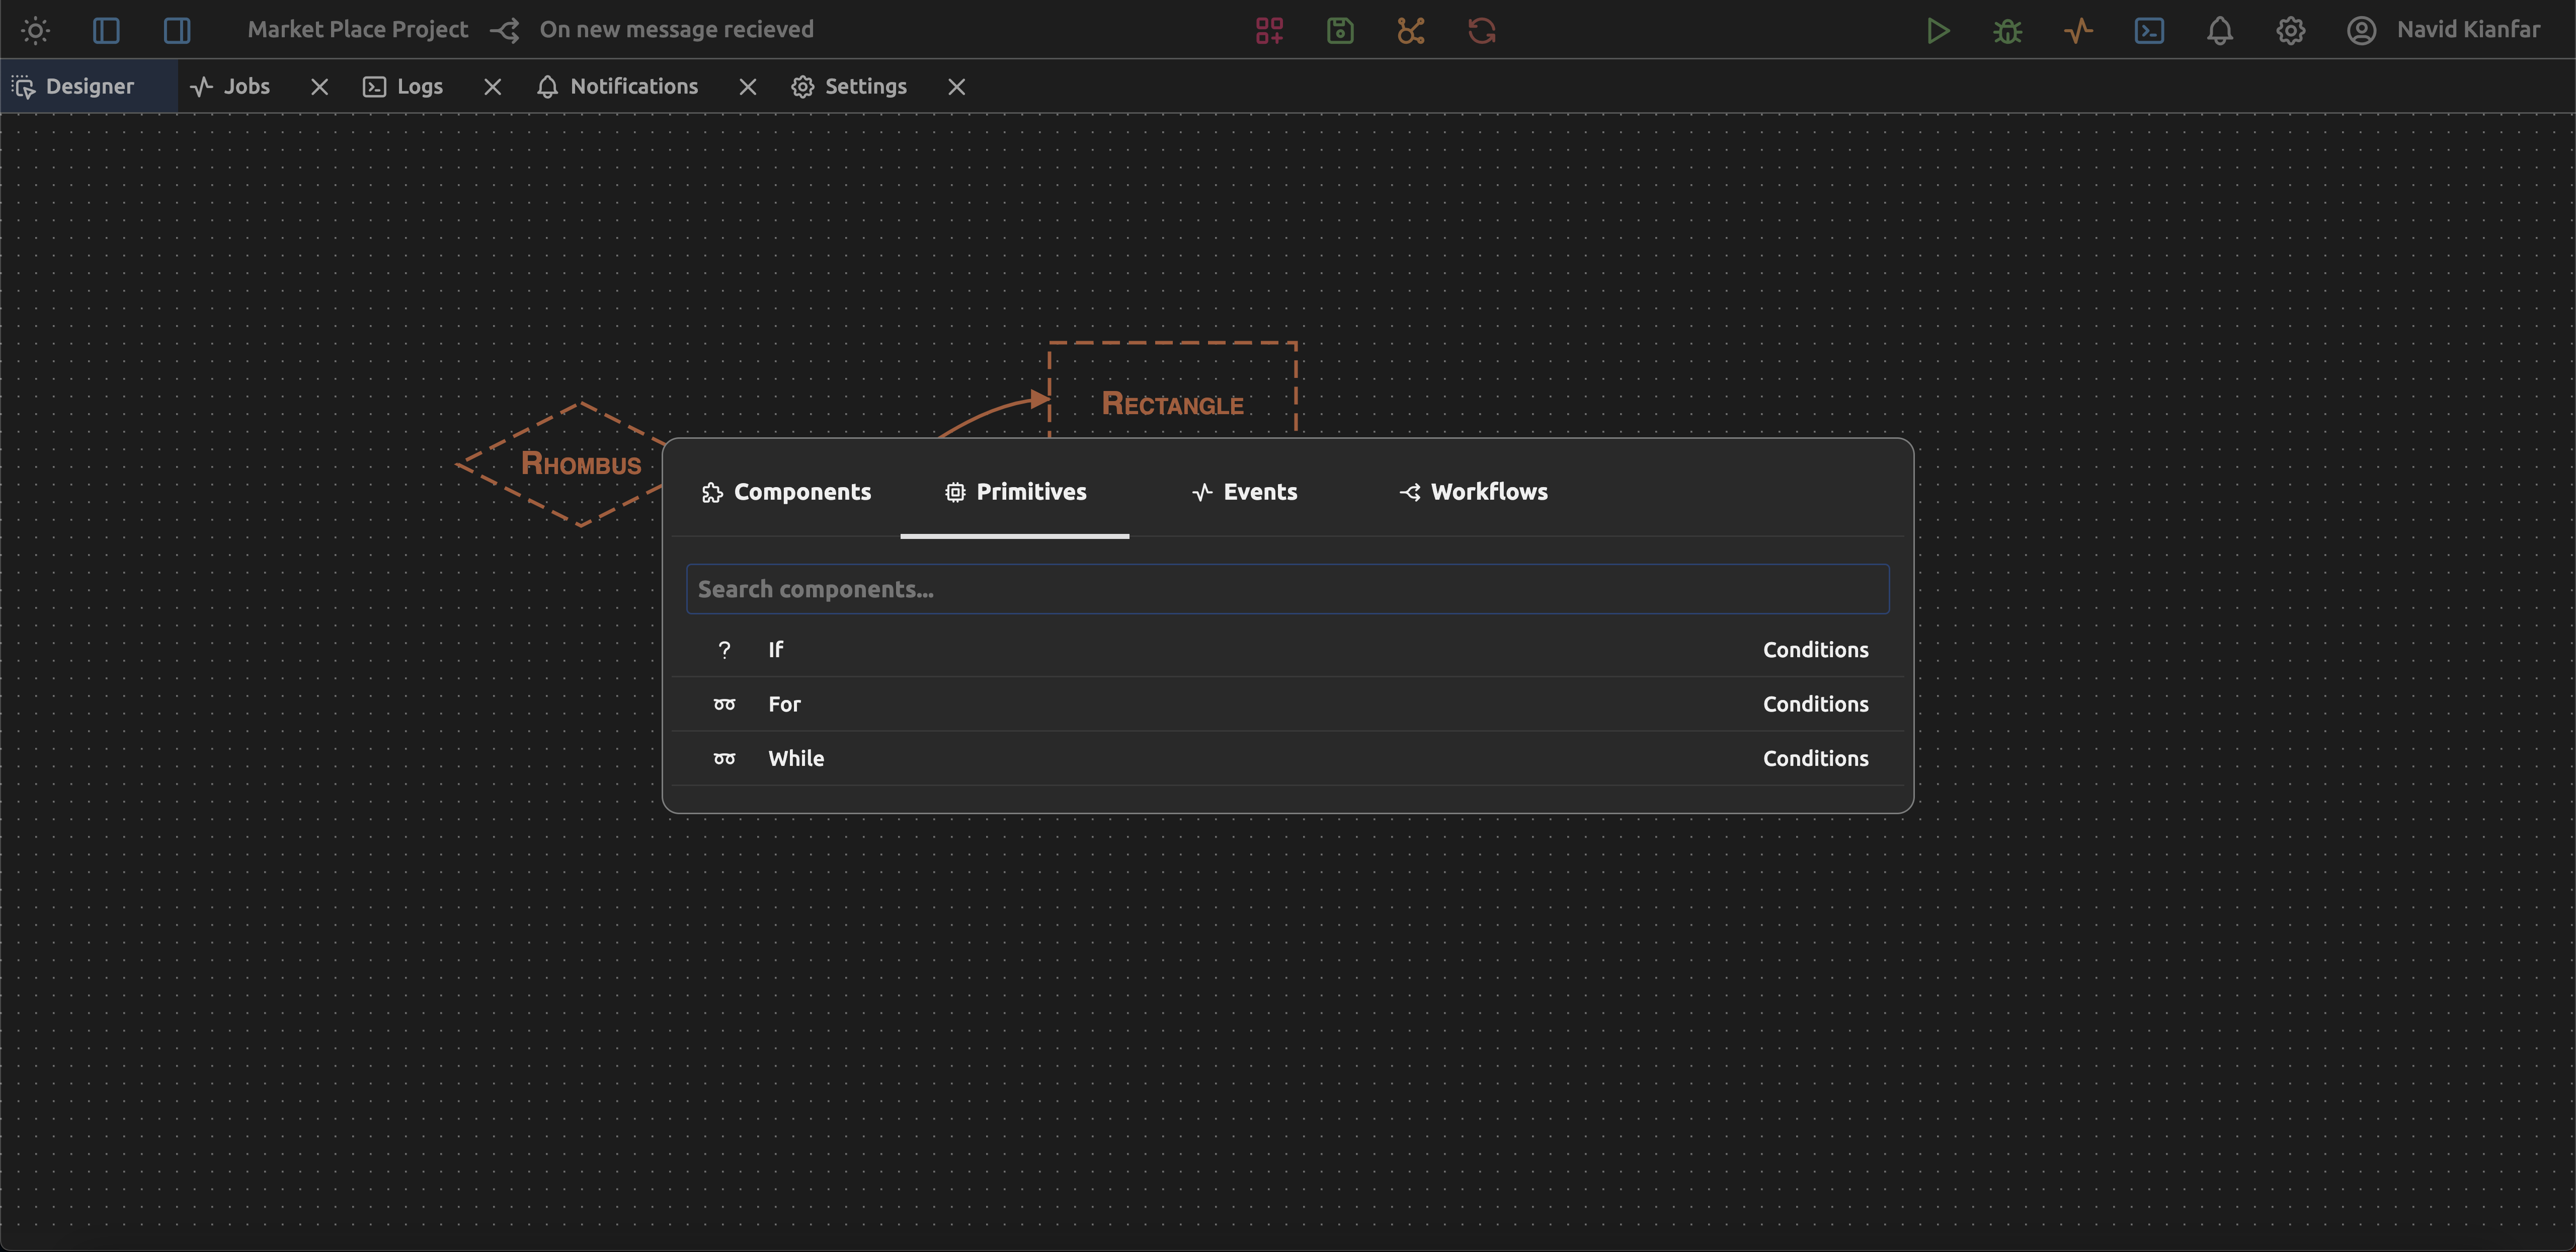 Market Place Project On new message recieved Navid Kianfar
Designer Jobs Logs Notifications Settings
Rectangle
Rhombus
Components Primitives Events Workflows
Search components...
? If Conditions
For Conditions
While Conditions